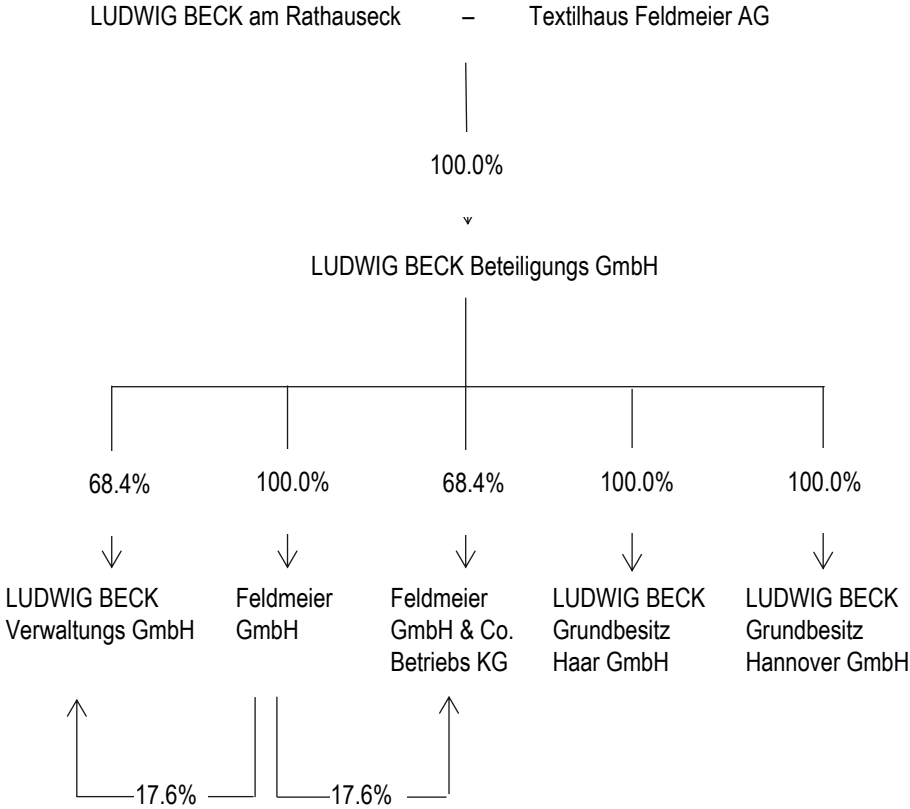 LUDWIG BECK am Rathauseck – Textilhaus Feldmeier AG
100.0%
LUDWIG BECK Beteiligungs GmbH
68.4% 100.0% 68.4% 100.0% 100.0%
LUDWIG BECK Feldmeier Feldmeier LUDWIG BECK LUDWIG BECK
Verwaltungs GmbH GmbH GmbH & Co. Grundbesitz Grundbesitz
Betriebs KG Haar GmbH Hannover GmbH
17.6% 17.6%